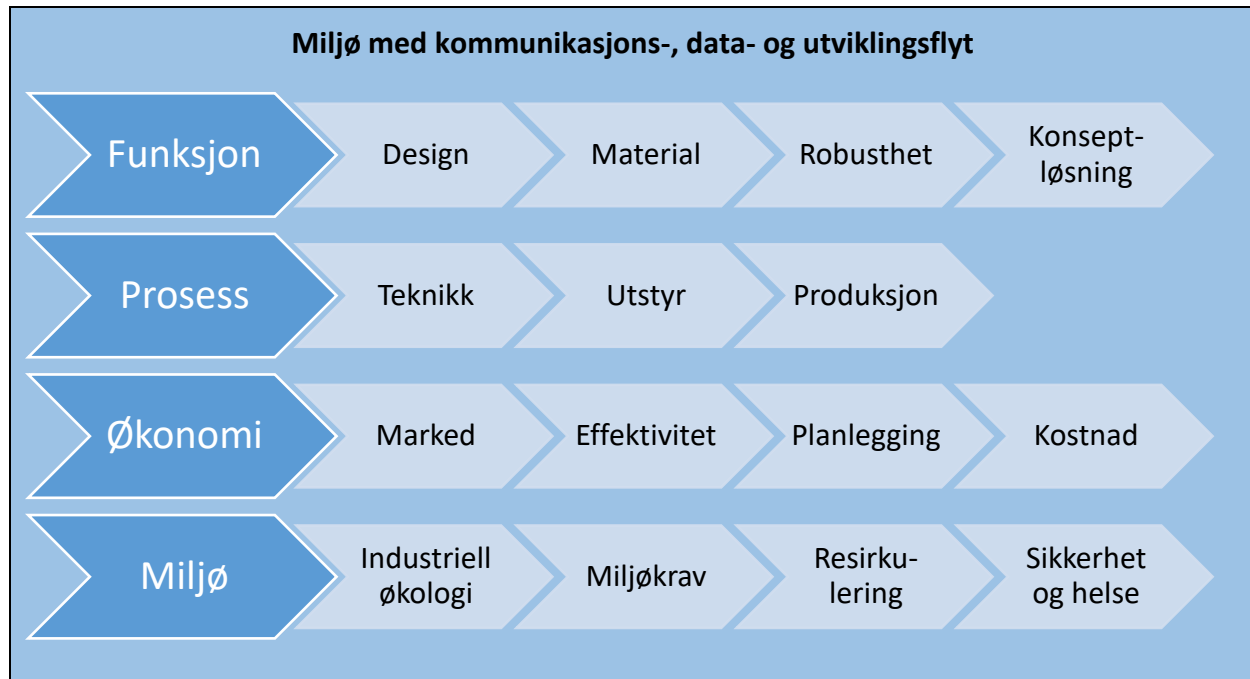 Miljø med kommunikasjons-, data- og utviklingsflyt
Funksjon
Design
Material
Robusthet
Konsept-
løsning
Prosess
Teknikk
Utstyr
Produksjon
Økonomi
Marked
Effektivitet
Planlegging
Kostnad
Miljø
Industriell
økologi
Miljøkrav
Resirku-
lering
Sikkerhet
og helse